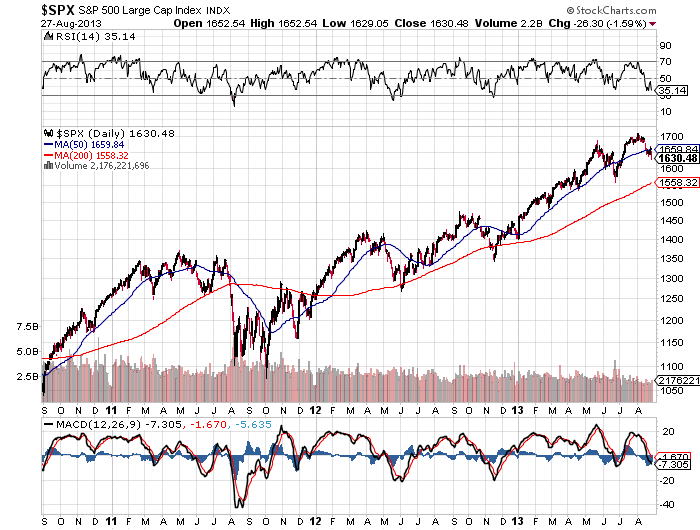 $SPX S&P 500 Large Cap Index INDX © StockCharts.com
27-Aug-2013 Open 1652.54 High 1652.54 Low 1629.05 Close 1630.48 Volume 2.2B Chg -26.30 (-1.59%)
RSI(14) 35.14
90
70
50
35.14
30
10
$SPX (Daily) 1630.48
MA(50) 1659.84
MA(200) 1558.32
Volume 2,176,221,696
1700
1659.84
1630.48
1600
1558.32
1500
1450
1400
1350
1300
1250
1200
1150
1100
1050
7.5B
5.0B
2.5B
2176221
S O N D 11 F M A M J J A S O N D 12 F M A M J J A S O N D 13 F M A M J J A
MACD(12,26,9) -7.305, -1.670, -5.635
20
-1.670
-7.305
-20
-40
S O N D 11 F M A M J J A S O N D 12 F M A M J J A S O N D 13 F M A M J J A